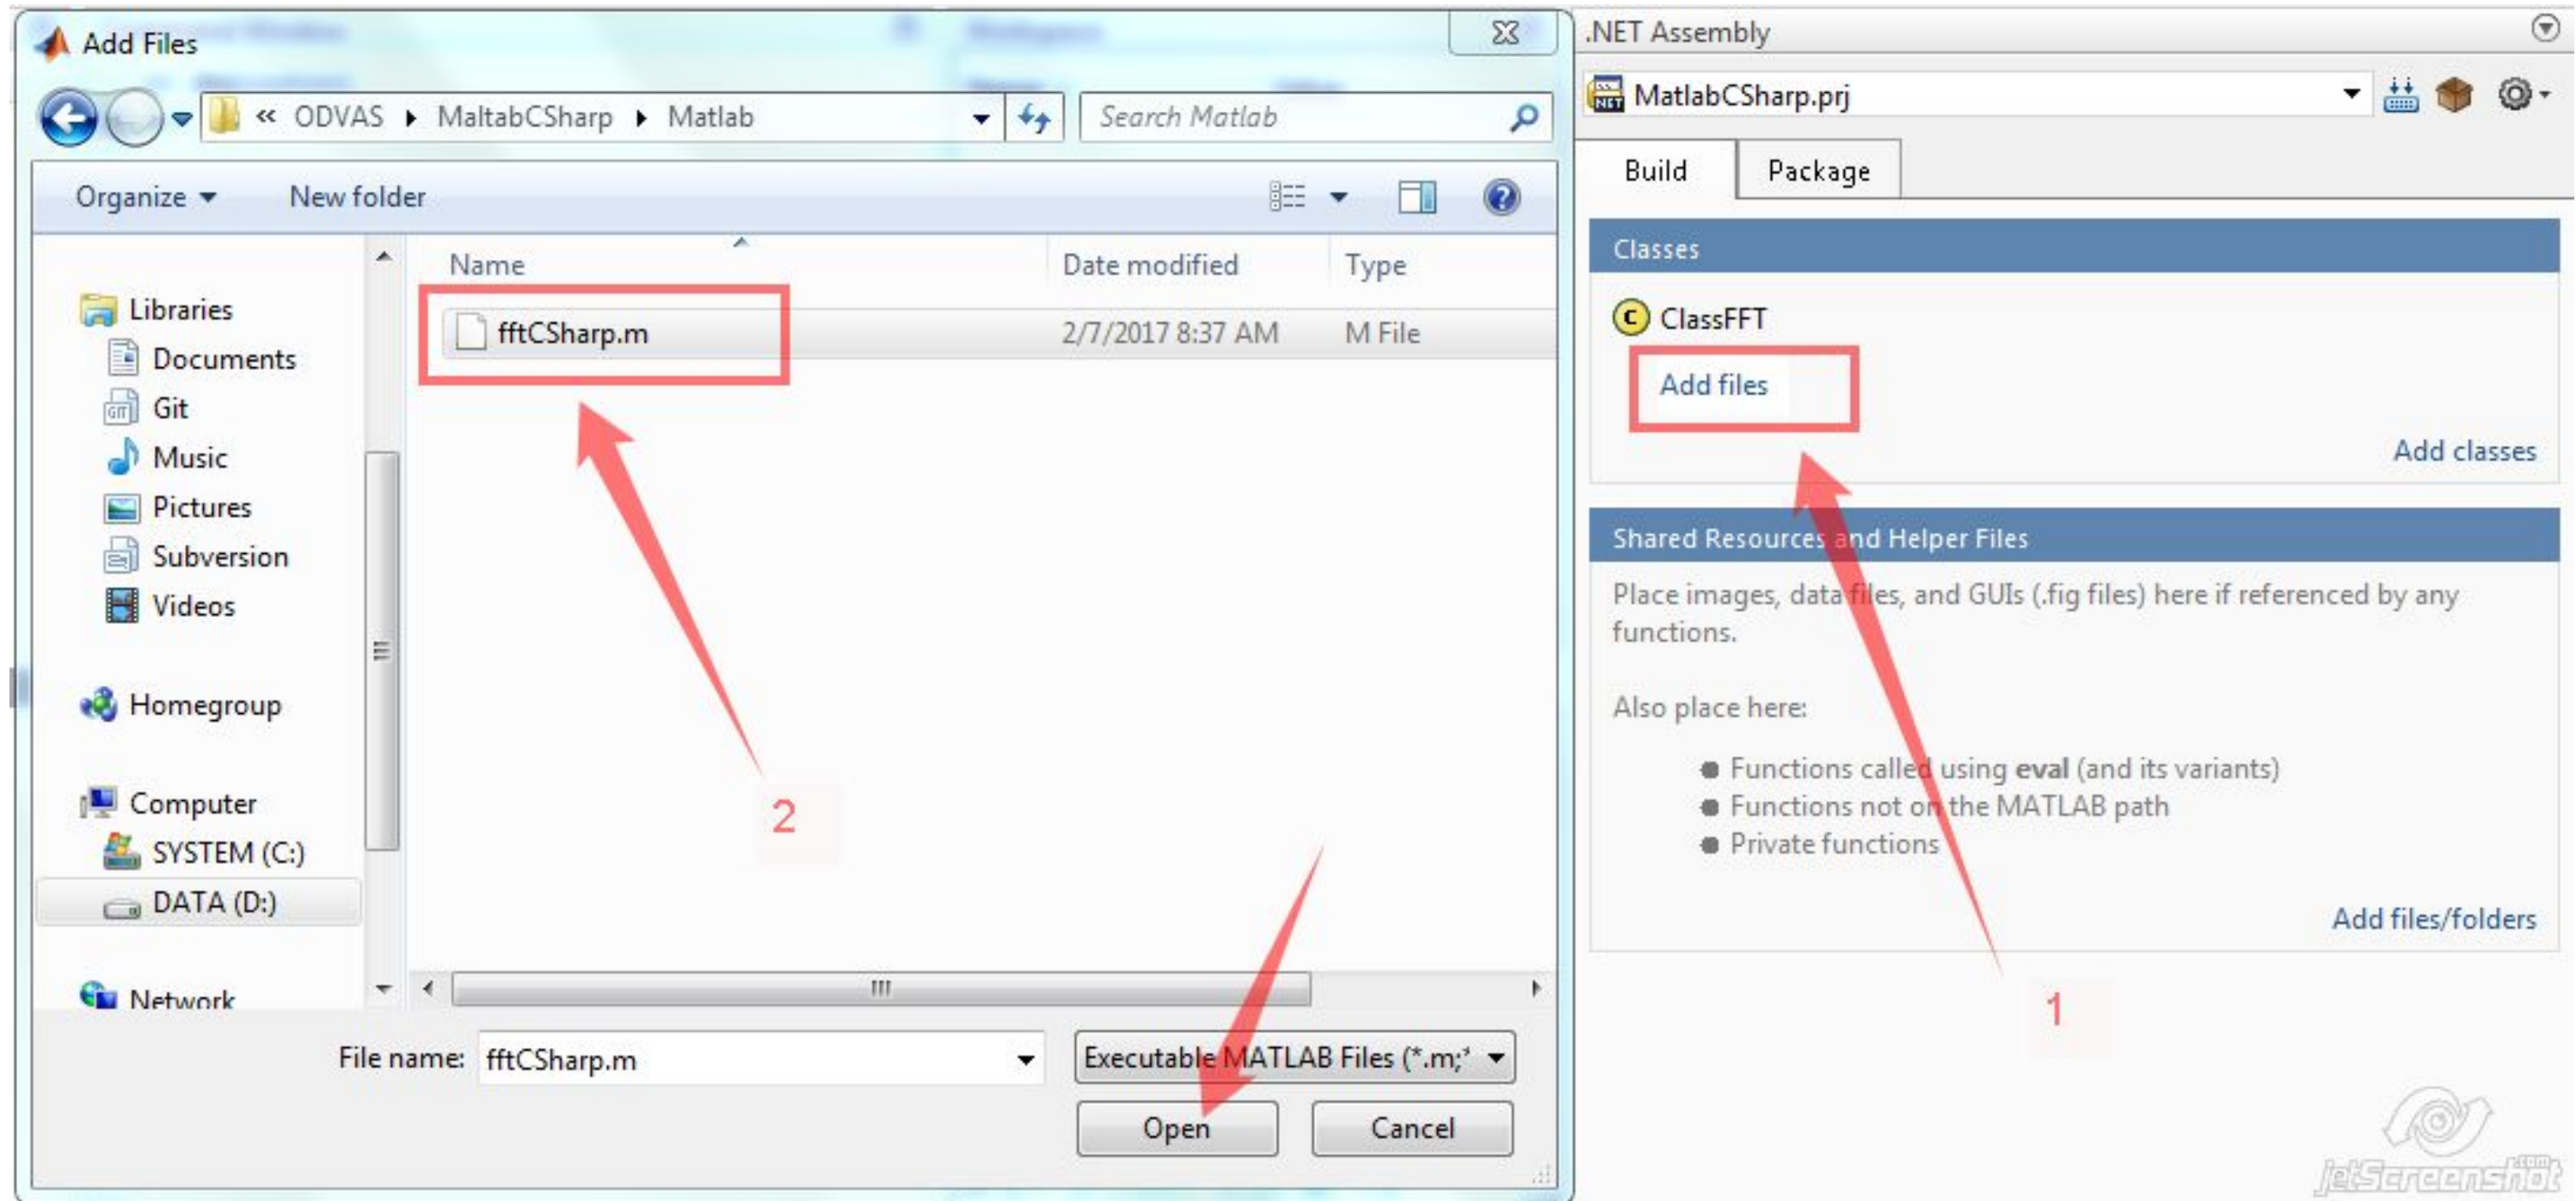 Add Files
« ODVAS ▸ MaltabCSharp ▸ Matlab
Search Matlab
Organize
New folder
Name
Date modified
Type
fftCSharp.m
2/7/2017 8:37 AM
M File
Libraries
Documents
Git
Music
Pictures
Subversion
Videos
Homegroup
Computer
SYSTEM (C:)
DATA (D:)
Network
2
File name: fftCSharp.m
Executable MATLAB Files (*.m;*
Open
Cancel
.NET Assembly
.NET
MatlabCSharp.prj
Build
Package
Classes
C ClassFFT
Add files
Add classes
Shared Resources and Helper Files
Place images, data files, and GUIs (.fig files) here if referenced by any
functions.
Also place here:
Functions called using eval (and its variants)
Functions not on the MATLAB path
Private functions
Add files/folders
1
jetScreenshot.com